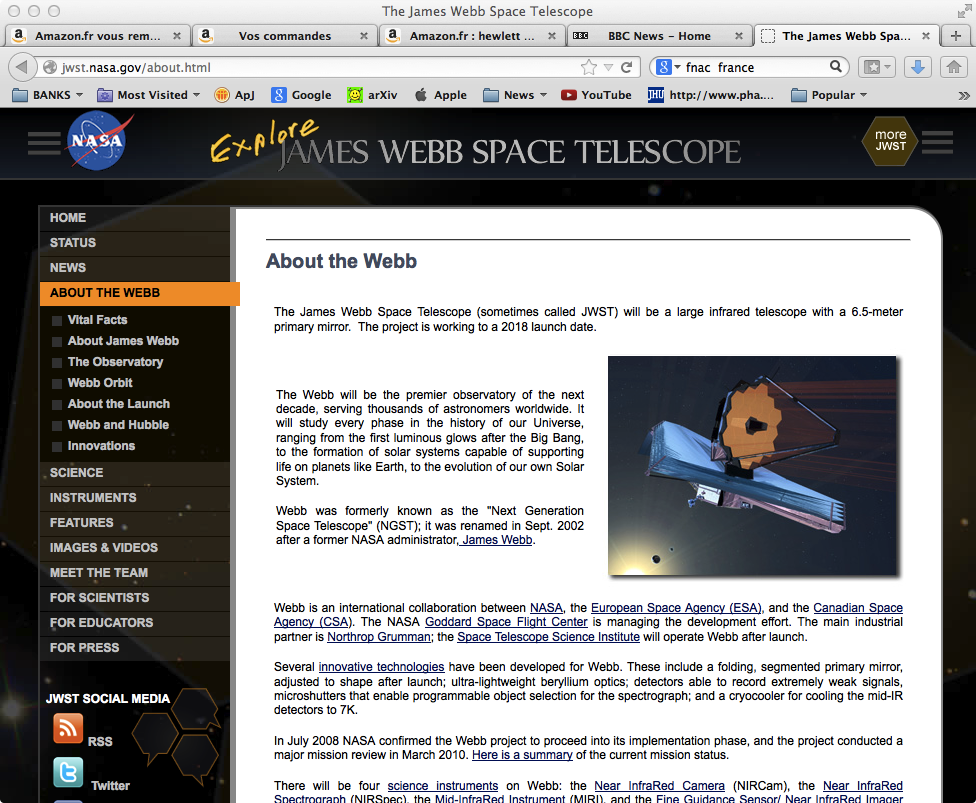 The James Webb Space Telescope
Amazon.fr vous rem...
Vos commandes
Amazon.fr : hewlett ...
BBC
BBC News - Home
The James Webb Spa...
jwst.nasa.gov/about.html
fnac france
BANKS
Most Visited
ApJ
Google
arXiv
Apple
News
YouTube
JHU
http://www.pha....
Popular
NASA
Explore
JAMES WEBB SPACE TELESCOPE
more
JWST
HOME
STATUS
NEWS
ABOUT THE WEBB
Vital Facts
About James Webb
The Observatory
Webb Orbit
About the Launch
Webb and Hubble
Innovations
SCIENCE
INSTRUMENTS
FEATURES
IMAGES & VIDEOS
MEET THE TEAM
FOR SCIENTISTS
FOR EDUCATORS
FOR PRESS
JWST SOCIAL MEDIA
RSS
Twitter
About the Webb
The James Webb Space Telescope (sometimes called JWST) will be a large infrared telescope with a 6.5-meter
primary mirror. The project is working to a 2018 launch date.
The Webb will be the premier observatory of the next
decade, serving thousands of astronomers worldwide. It
will study every phase in the history of our Universe,
ranging from the first luminous glows after the Big Bang,
to the formation of solar systems capable of supporting
life on planets like Earth, to the evolution of our own Solar
System.
Webb was formerly known as the "Next Generation
Space Telescope" (NGST); it was renamed in Sept. 2002
after a former NASA administrator, James Webb.
Webb is an international collaboration between NASA, the European Space Agency (ESA), and the Canadian Space
Agency (CSA). The NASA Goddard Space Flight Center is managing the development effort. The main industrial
partner is Northrop Grumman; the Space Telescope Science Institute will operate Webb after launch.
Several innovative technologies have been developed for Webb. These include a folding, segmented primary mirror,
adjusted to shape after launch; ultra-lightweight beryllium optics; detectors able to record extremely weak signals,
microshutters that enable programmable object selection for the spectrograph; and a cryocooler for cooling the mid-IR
detectors to 7K.
In July 2008 NASA confirmed the Webb project to proceed into its implementation phase, and the project conducted a
major mission review in March 2010. Here is a summary of the current mission status.
There will be four science instruments on Webb: the Near InfraRed Camera (NIRCam), the Near InfraRed
Spectrograph (NIRSpec), the Mid-InfraRed Instrument (MIRI), and the Fine Guidance Sensor/ Near InfraRed Imager